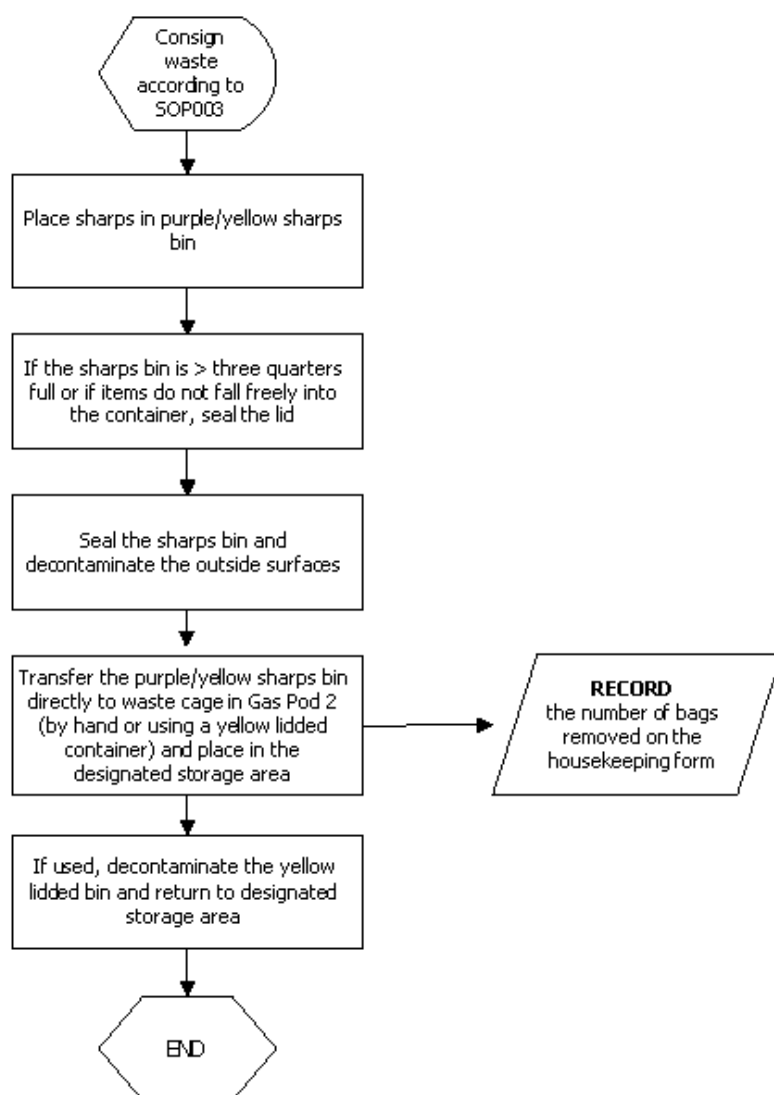 Consign
waste
according to
SOP003
Place sharps in purple/yellow sharps
bin
If the sharps bin is > three quarters
full or if items do not fall freely into
the container, seal the lid
Seal the sharps bin and
decontaminate the outside surfaces
Transfer the purple/yellow sharps bin
directly to waste cage in Gas Pod 2
(by hand or using a yellow lidded
container) and place in the
designated storage area
RECORD
the number of bags
removed on the
housekeeping form
If used, decontaminate the yellow
lidded bin and return to designated
storage area
END